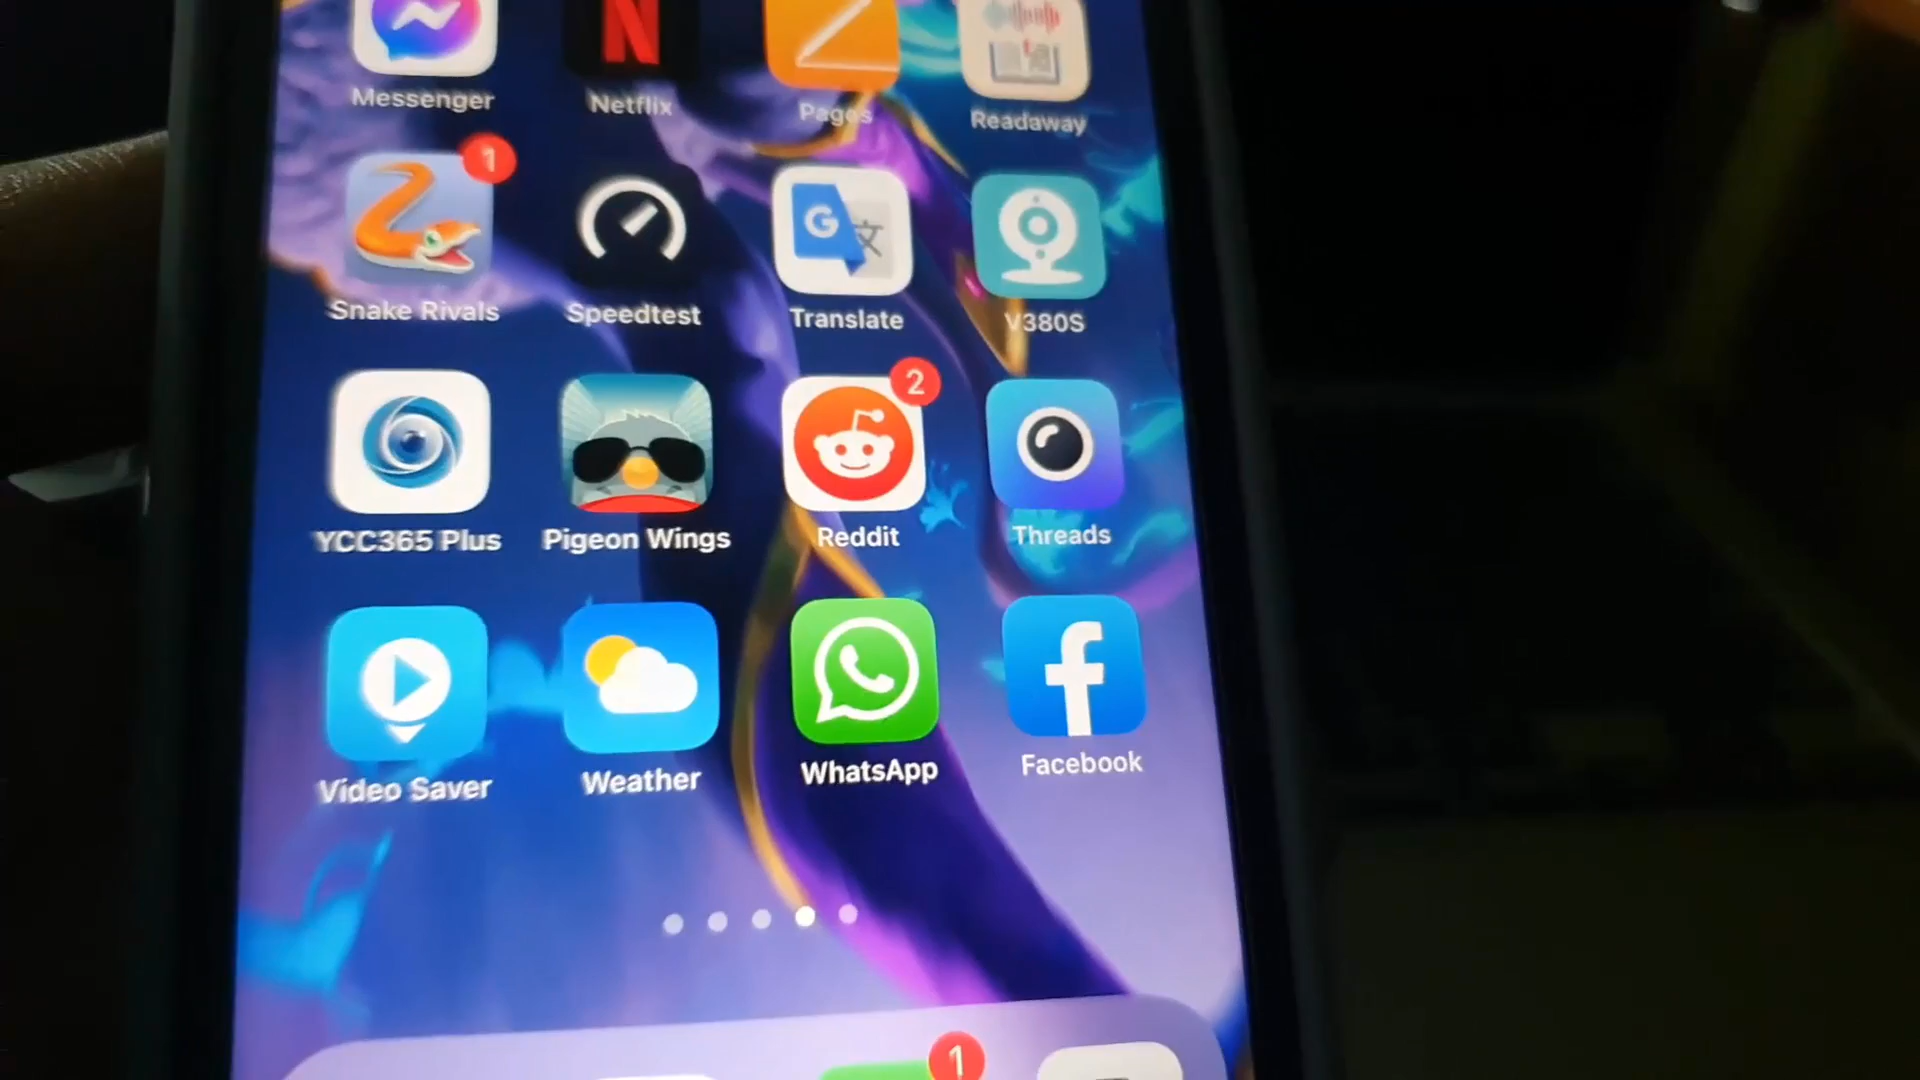 Messenger Netflix Pages Readaway
1
Snake Rivals Speedtest Translate V380S
2
YCC365 Plus Pigeon Wings Reddit Threads
Video Saver Weather WhatsApp Facebook
1